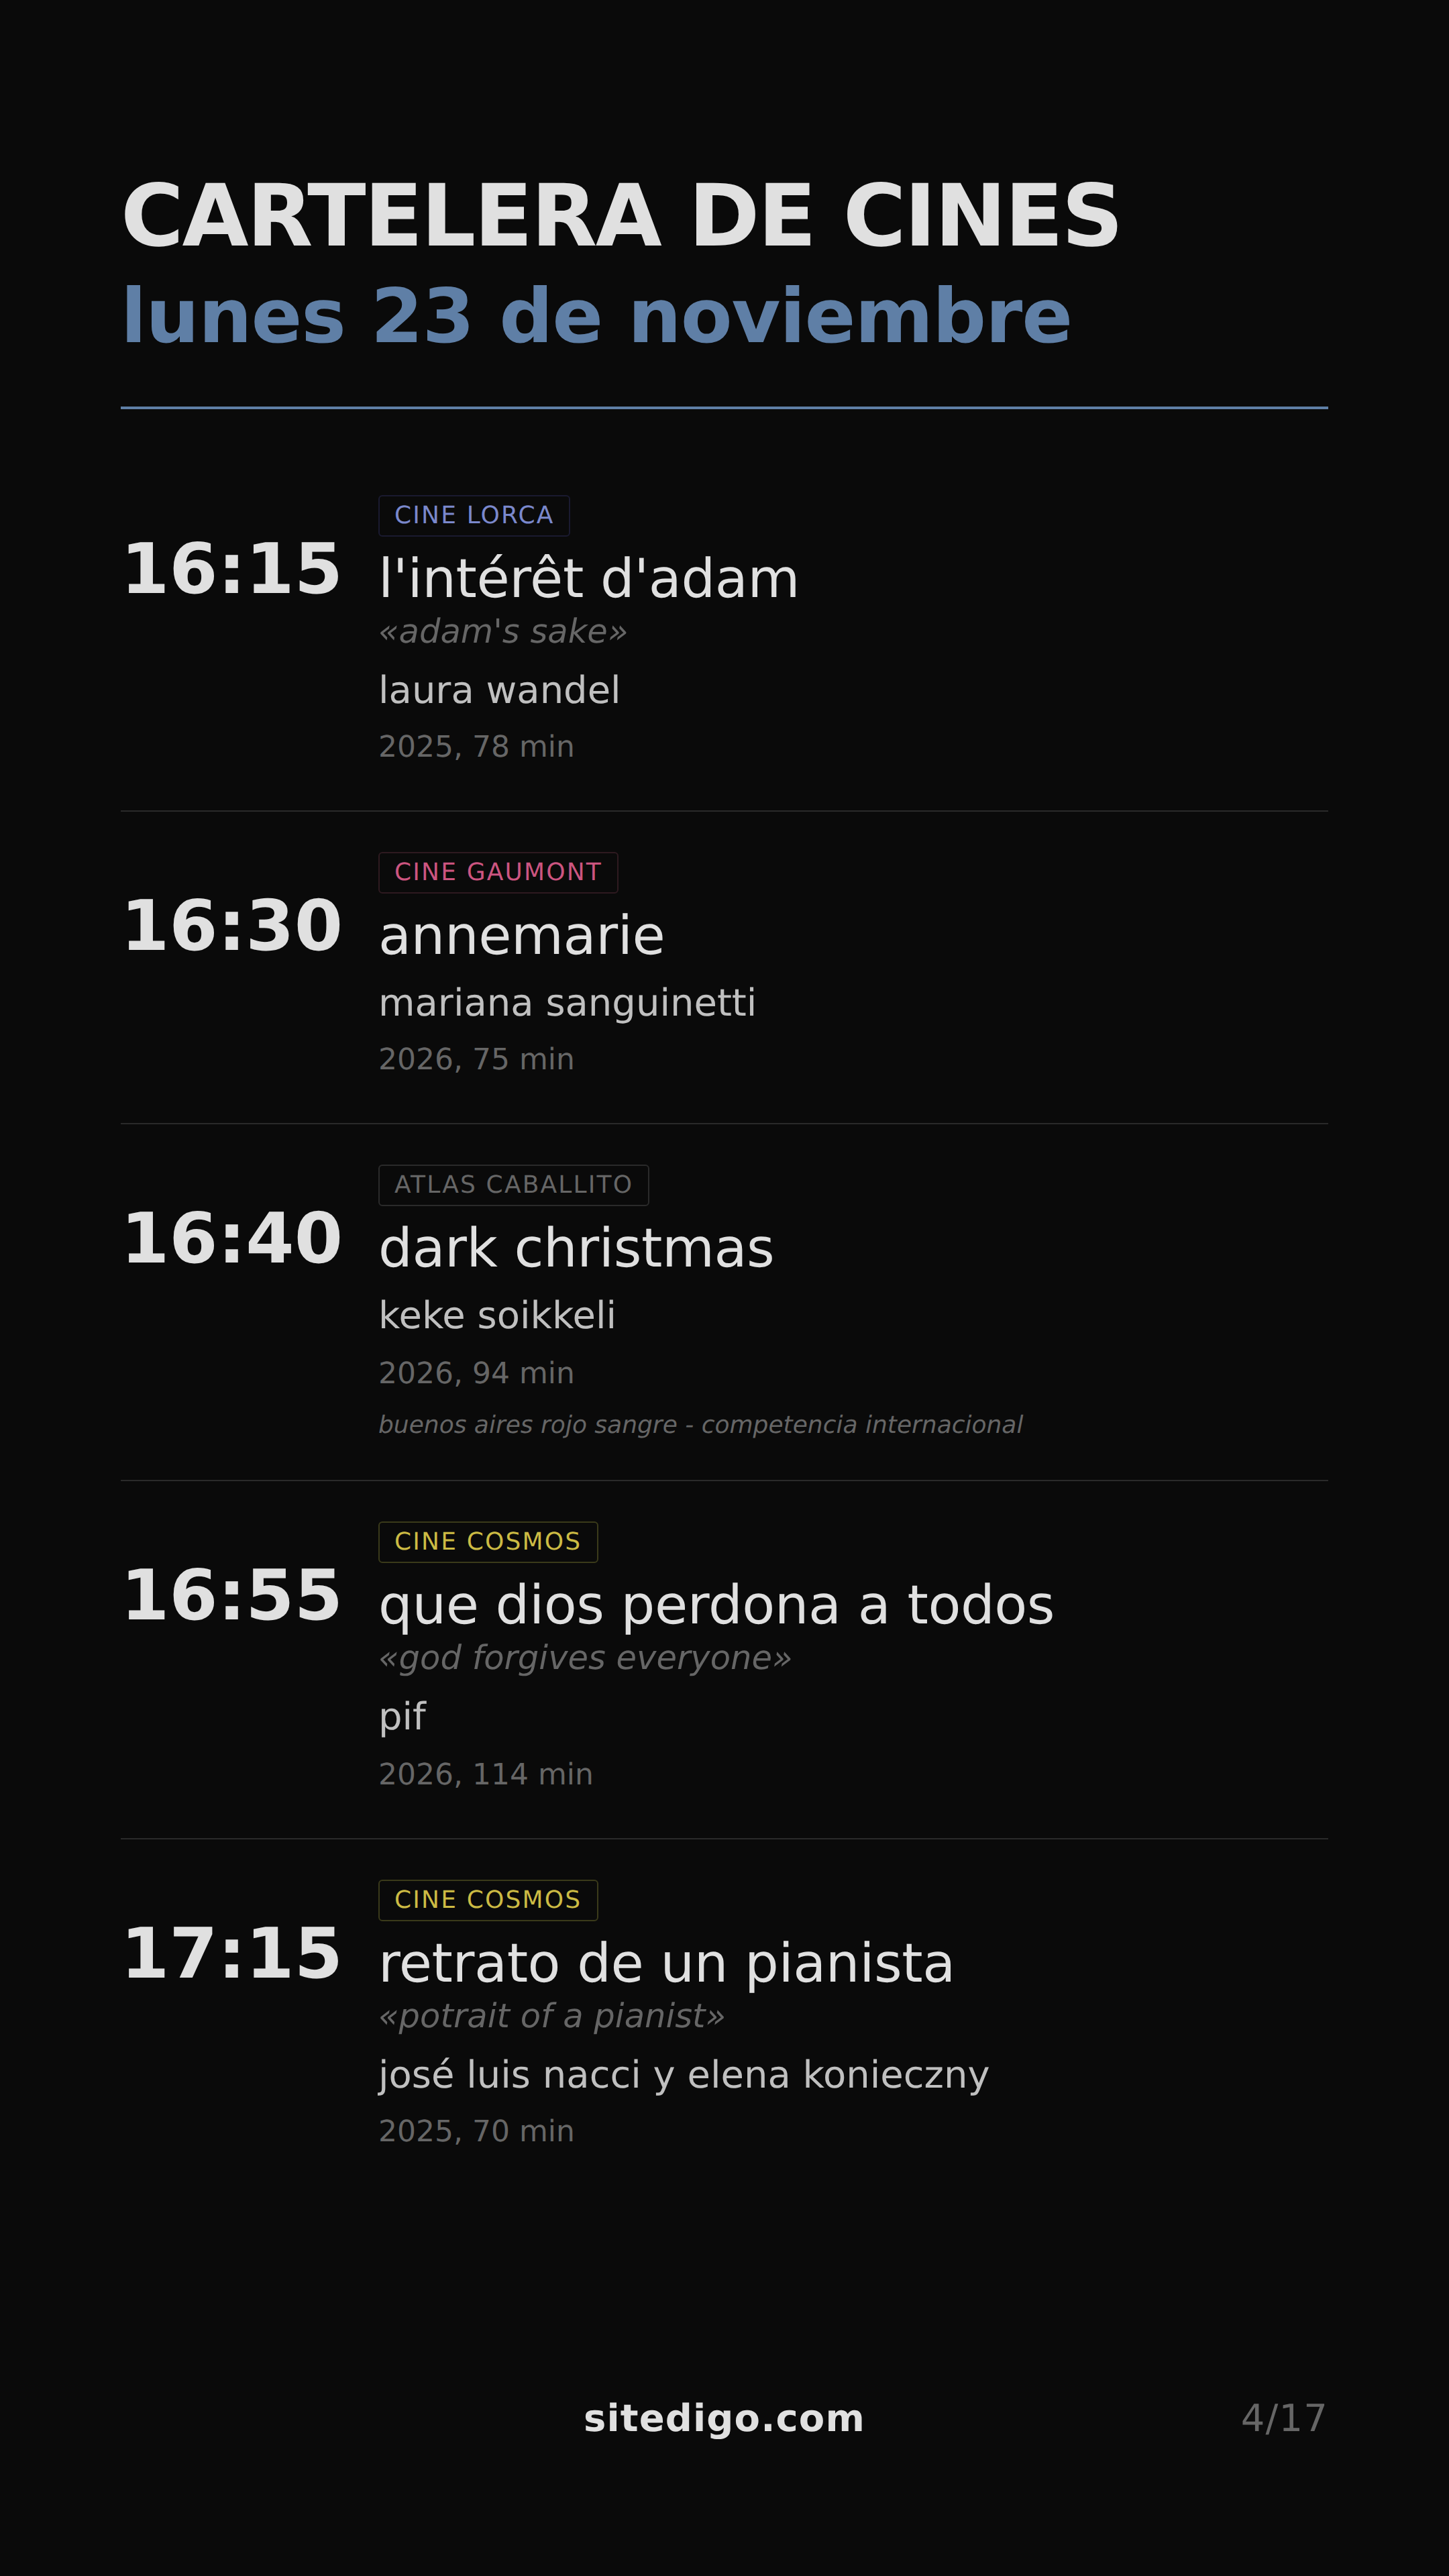 CARTELERA DE CINES
lunes 23 de noviembre
CINE LORCA
16:15
l'intérêt d'adam
«adam's sake»
laura wandel
2025, 78 min
CINE GAUMONT
16:30
annemarie
mariana sanguinetti
2026, 75 min
ATLAS CABALLITO
16:40
dark christmas
keke soikkeli
2026, 94 min
buenos aires rojo sangre - competencia internacional
CINE COSMOS
16:55
que dios perdona a todos
«god forgives everyone»
pif
2026, 114 min
CINE COSMOS
17:15
retrato de un pianista
«potrait of a pianist»
josé luis nacci y elena konieczny
2025, 70 min
sitedigo.com
4/17